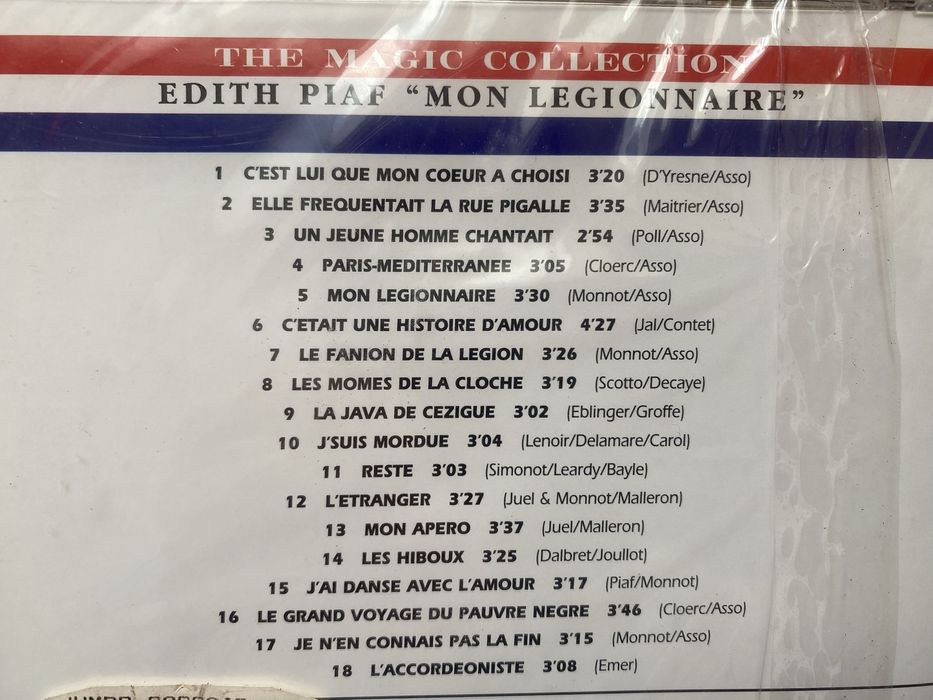 THE MAGIC COLLECTION
EDITH PIAF "MON LEGIONNAIRE"
1 C'EST LUI QUE MON COEUR A CHOISI 3'20 (D'Yresne/Asso)
2 ELLE FREQUENTAIT LA RUE PIGALLE 3'35 (Maitrier/Asso)
3 UN JEUNE HOMME CHANTAIT 2'54 (Poll/Asso)
4 PARIS-MEDITERRANEE 3'05 (Cloerc/Asso)
5 MON LEGIONNAIRE 3'30 (Monnot/Asso)
6 C'ETAIT UNE HISTOIRE D'AMOUR 4'27 (Jal/Contet)
7 LE FANION DE LA LEGION 3'26 (Monnot/Asso)
8 LES MOMES DE LA CLOCHE 3'19 (Scotto/Decaye)
9 LA JAVA DE CEZIGUE 3'02 (Eblinger/Groffe)
10 J'SUIS MORDUE 3'04 (Lenoir/Delamare/Carol)
11 RESTE 3'03 (Simonot/Leardy/Bayle)
12 L'ETRANGER 3'27 (Juel & Monnot/Malleron)
13 MON APERO 3'37 (Juel/Malleron)
14 LES HIBOUX 3'25 (Dalbret/Joullot)
15 J'AI DANSE AVEC L'AMOUR 3'17 (Piaf/Monnot)
16 LE GRAND VOYAGE DU PAUVRE NEGRE 3'46 (Cloerc/Asso)
17 JE N'EN CONNAIS PAS LA FIN 3'15 (Monnot/Asso)
18 L'ACCORDEONISTE 3'08 (Emer)